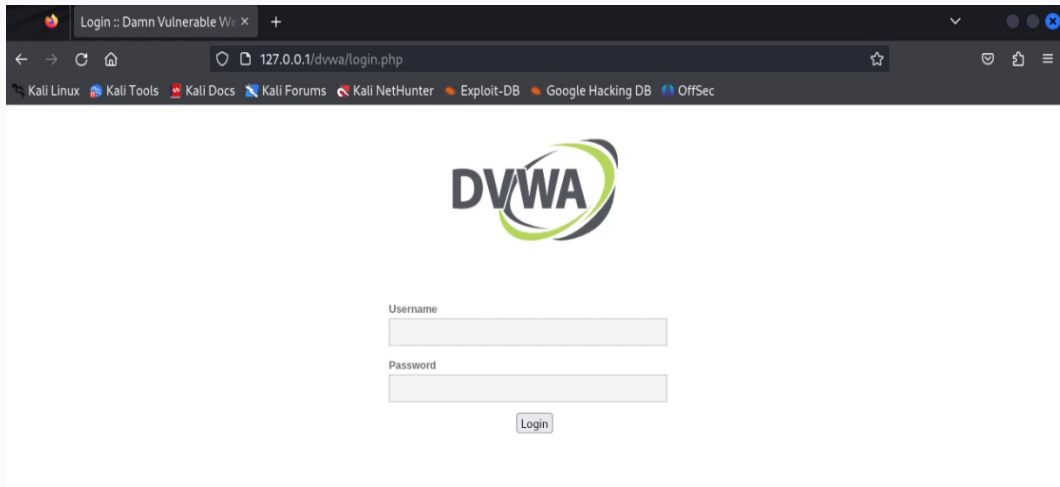 Login :: Damn Vulnerable We
127.0.0.1/dvwa/login.php
Kali Linux Kali Tools Kali Docs Kali Forums Kali NetHunter Exploit-DB Google Hacking DB OffSec
DVWA
Username
Password
Login